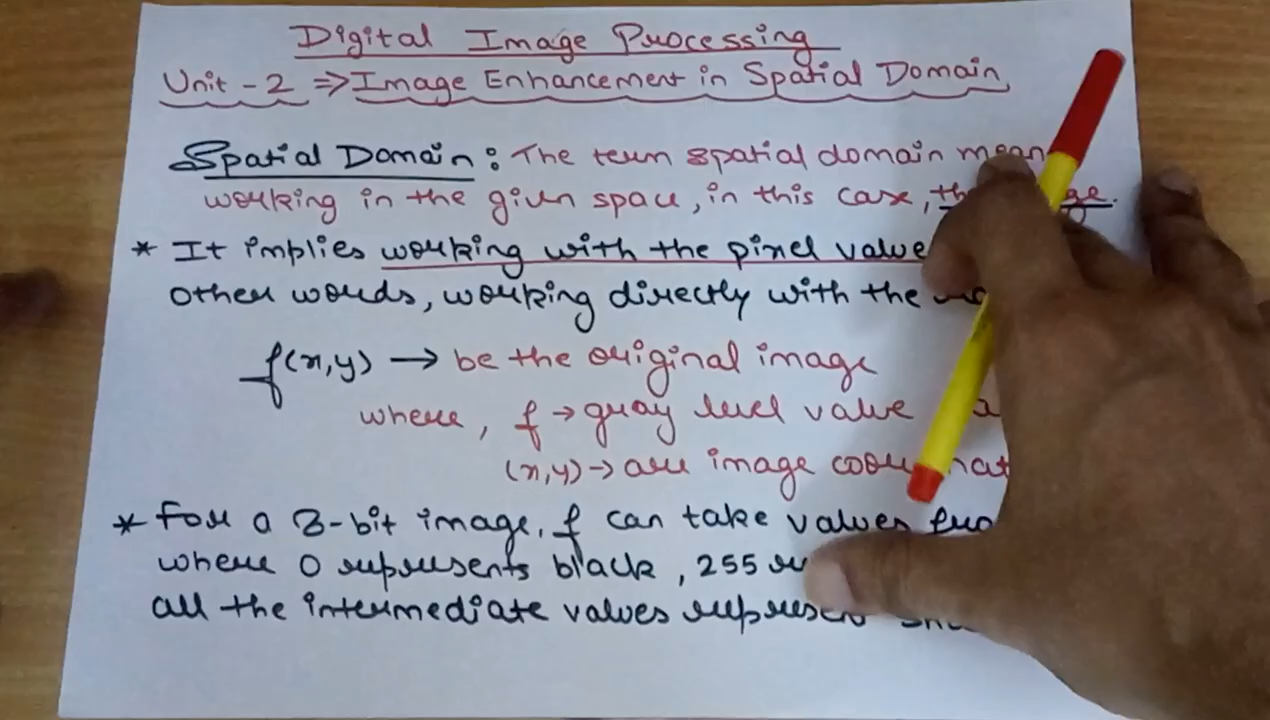 Digital Image Processing
Unit - 2 ⇒ Image Enhancement in Spatial Domain
Spatial Domain : The term spatial domain mean
working in the given space, in this case,
* It implies working with the pixel value
other words, working directly with the
f(x,y) → be the original image
where, f → gray level value
(x,y) → are image
* For a 8-bit image, f can take values
where 0 represents black, 255
all the intermediate values